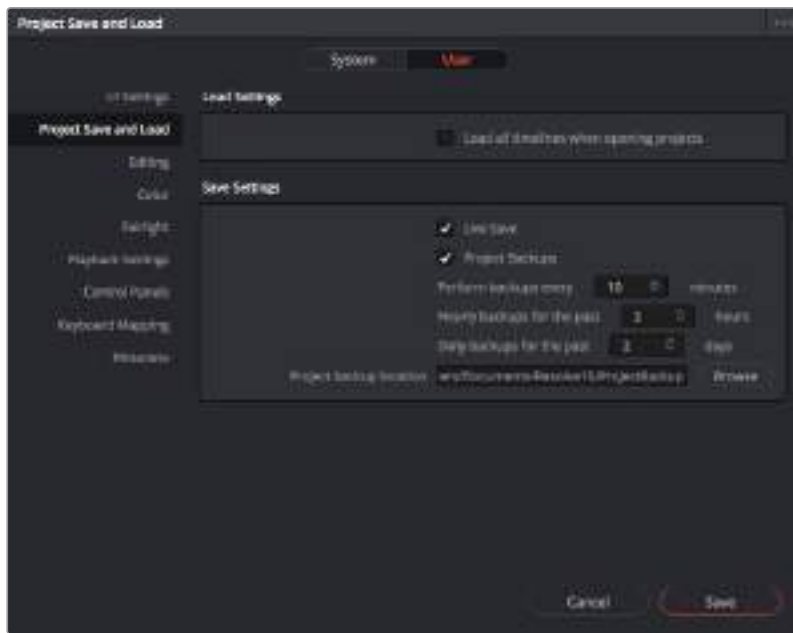 Project Save and Load
System User
UI Settings
Load Settings
Project Save and Load
Load all timelines when opening projects
Editing
Color
Save Settings
Fairlight
Live Save
Playback Settings
Project Backups
Control Panels
Perform backups every 10 minutes
Keyboard Mapping
Hourly backups for the past hours
Metadata
Daily backups for the past days
Project backup location Browse
Cancel Save